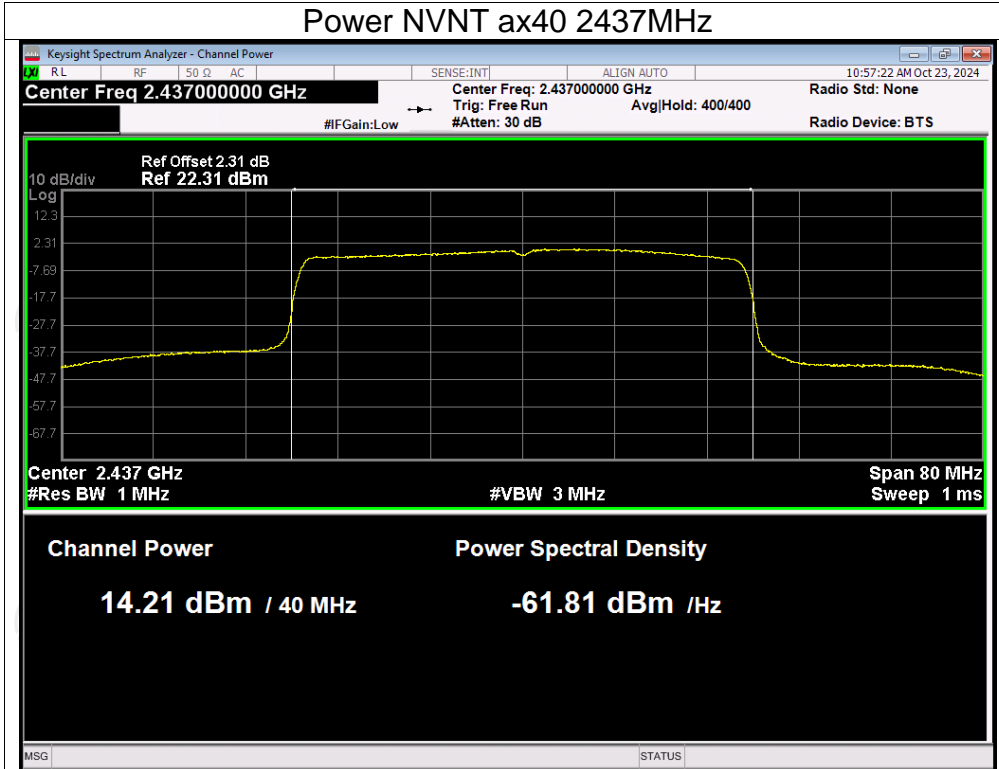 Power NVNT ax40 2437MHz
Keysight Spectrum Analyzer - Channel Power
LXI RL RF 50 Ω AC SENSE:INT ALIGN AUTO 10:57:22 AM Oct 23, 2024
Center Freq 2.437000000 GHz Center Freq: 2.437000000 GHz Radio Std: None
Trig: Free Run Avg|Hold: 400/400
#IFGain:Low #Atten: 30 dB Radio Device: BTS
Ref Offset 2.31 dB
10 dB/div Ref 22.31 dBm
Log
12.3
2.31
-7.69
-17.7
-27.7
-37.7
-47.7
-57.7
-67.7
Center 2.437 GHz Span 80 MHz
#Res BW 1 MHz #VBW 3 MHz Sweep 1 ms
Channel Power Power Spectral Density
14.21 dBm / 40 MHz -61.81 dBm /Hz
MSG STATUS